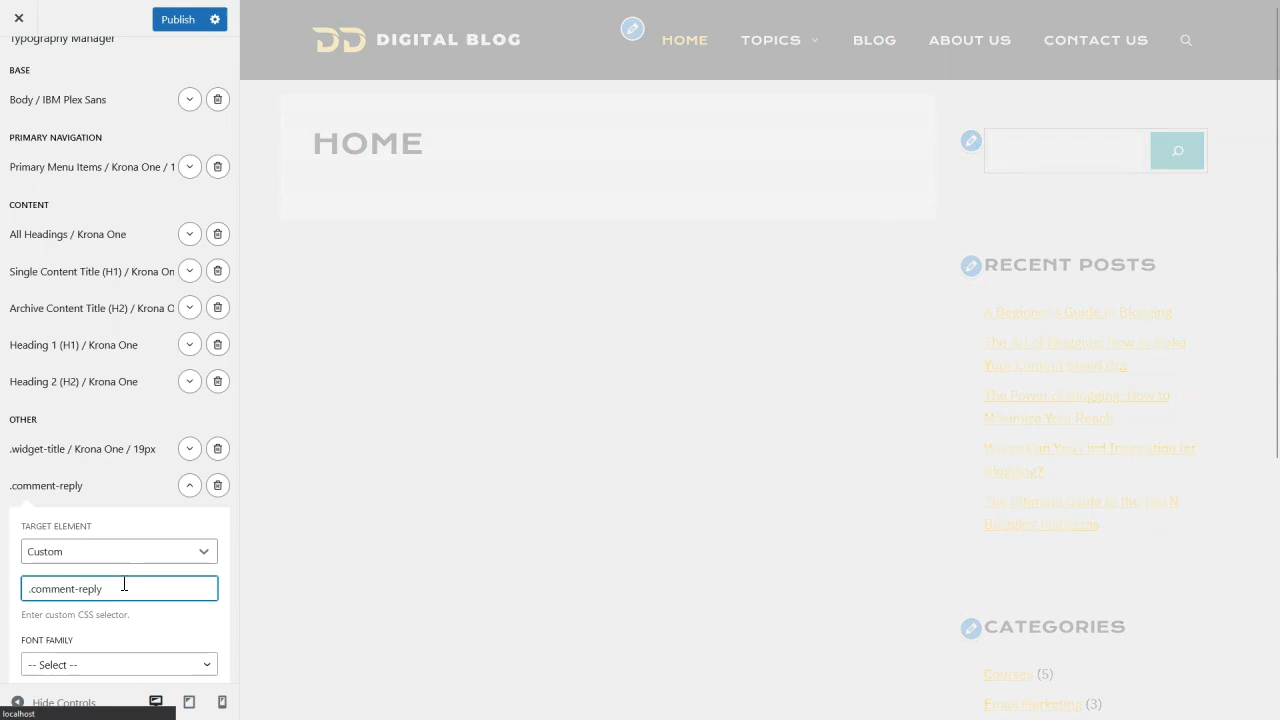 Publish
Typography Manager
BASE
Body / IBM Plex Sans
PRIMARY NAVIGATION
Primary Menu Items / Krona One / 1
CONTENT
All Headings / Krona One
Single Content Title (H1) / Krona On
Archive Content Title (H2) / Krona O
Heading 1 (H1) / Krona One
Heading 2 (H2) / Krona One
OTHER
.widget-title / Krona One / 19px
.comment-reply
TARGET ELEMENT
Custom
.comment-reply
Enter custom CSS selector.
FONT FAMILY
-- Select --
Hide Controls
localhost
DIGITAL BLOG
HOME
TOPICS
BLOG
ABOUT US
CONTACT US
HOME
RECENT POSTS
A Beginner's Guide to Blogging
The Art of Blogging: How to Make
Your Content Stand Out
The Power of Blogging: How to
Maximize Your Reach
Where Can You Find Inspiration for
Blogging?
The Ultimate Guide to the
Blogging Platforms
CATEGORIES
Courses (5)
Email Marketing (3)